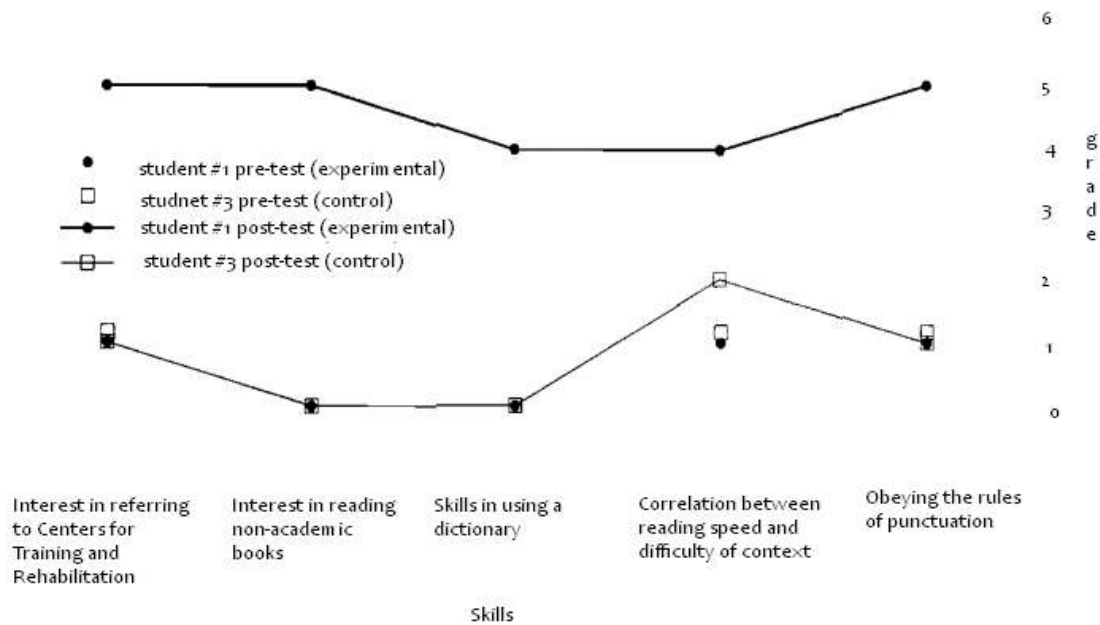 6
5
4
3
2
1
0
g
r
a
d
e
student #1 pre-test (experimental)
studnet #3 pre-test (control)
student #1 post-test (experimental)
student #3 post-test (control)
Interest in referring
to Centers for
Training and
Rehabilitation
Interest in reading
non-academic
books
Skills in using a
dictionary
Correlation between
reading speed and
difficulty of context
Obeying the rules
of punctuation
Skills